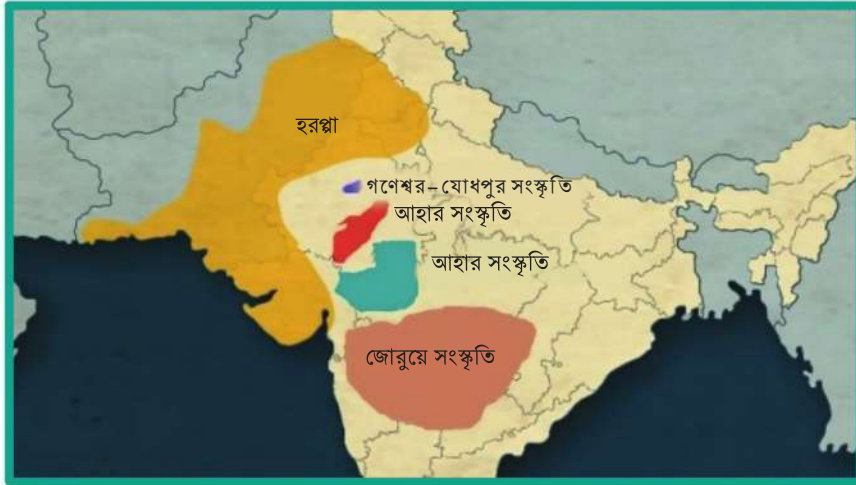 হরপ্পা
গণেশ্বর–যোধপুর সংস্কৃতি
আহার সংস্কৃতি
আহার সংস্কৃতি
জোরুয়ে সংস্কৃতি